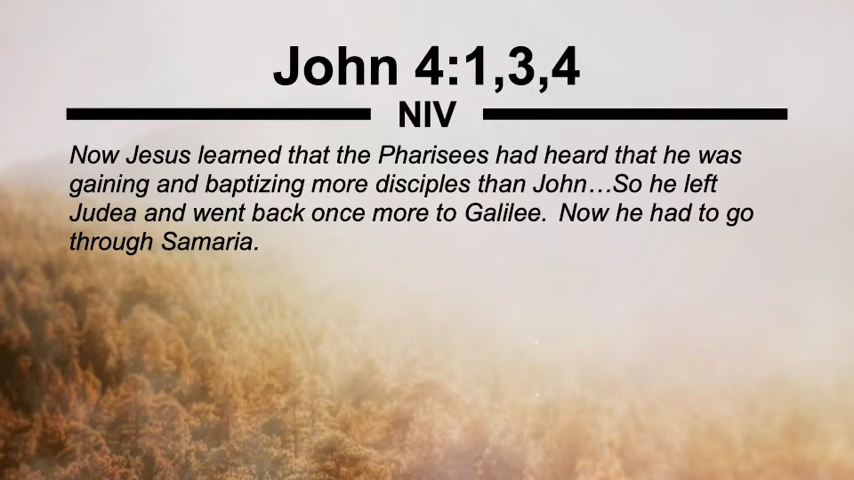 John 4:1,3,4
NIV
Now Jesus learned that the Pharisees had heard that he was
gaining and baptizing more disciples than John…So he left
Judea and went back once more to Galilee.  Now he had to go
through Samaria.